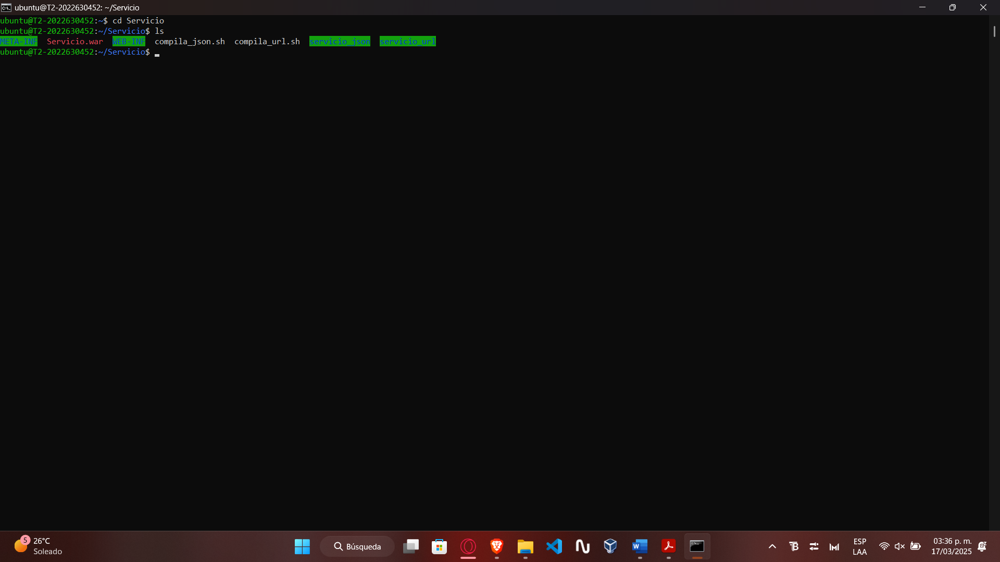 ubuntu@T2-2022630452: ~/Servicio
ubuntu@T2-2022630452:~$ cd Servicio
ubuntu@T2-2022630452:~/Servicio$ ls
META-INF  Servicio.war  WEB-INF  compila_json.sh  compila_url.sh  servicio_json  servicio_url
ubuntu@T2-2022630452:~/Servicio$
5
26°C
Soleado
Búsqueda
ESP
LAA
03:36 p. m.
17/03/2025